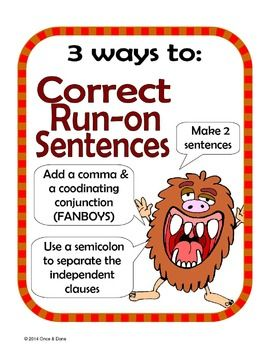 3 ways to:
Correct
Run-on
Sentences
Make 2
sentences
Add a comma &
a coodinating
conjunction
(FANBOYS)
Use a semicolon
to separate the
independent
clauses
© 2014 Once & Done